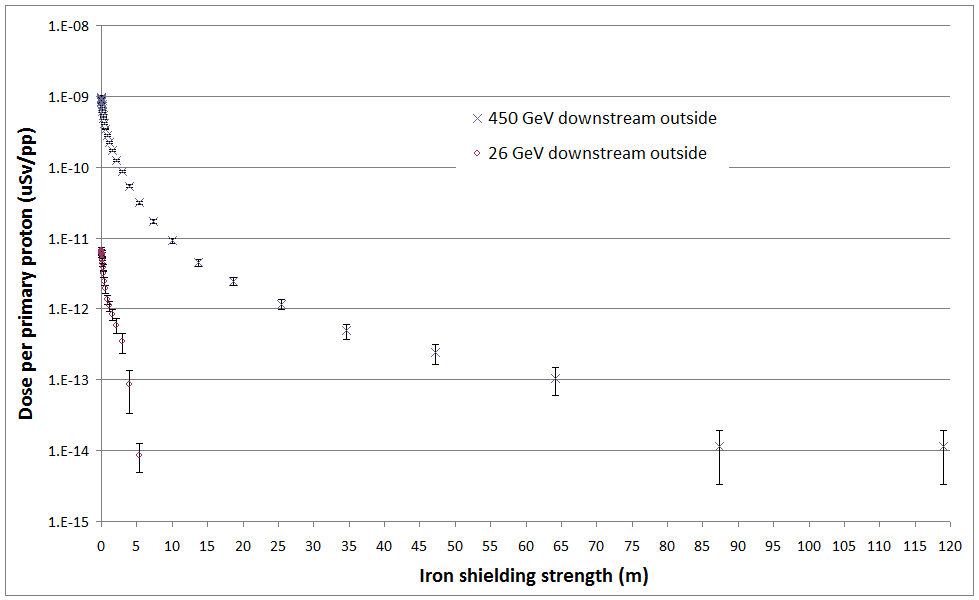 1.E-08
1.E-09
1.E-10
1.E-11
1.E-12
1.E-13
1.E-14
1.E-15
Dose per primary proton (uSv/pp)
450 GeV downstream outside
26 GeV downstream outside
0 5 10 15 20 25 30 35 40 45 50 55 60 65 70 75 80 85 90 95 100 105 110 115 120
Iron shielding strength (m)